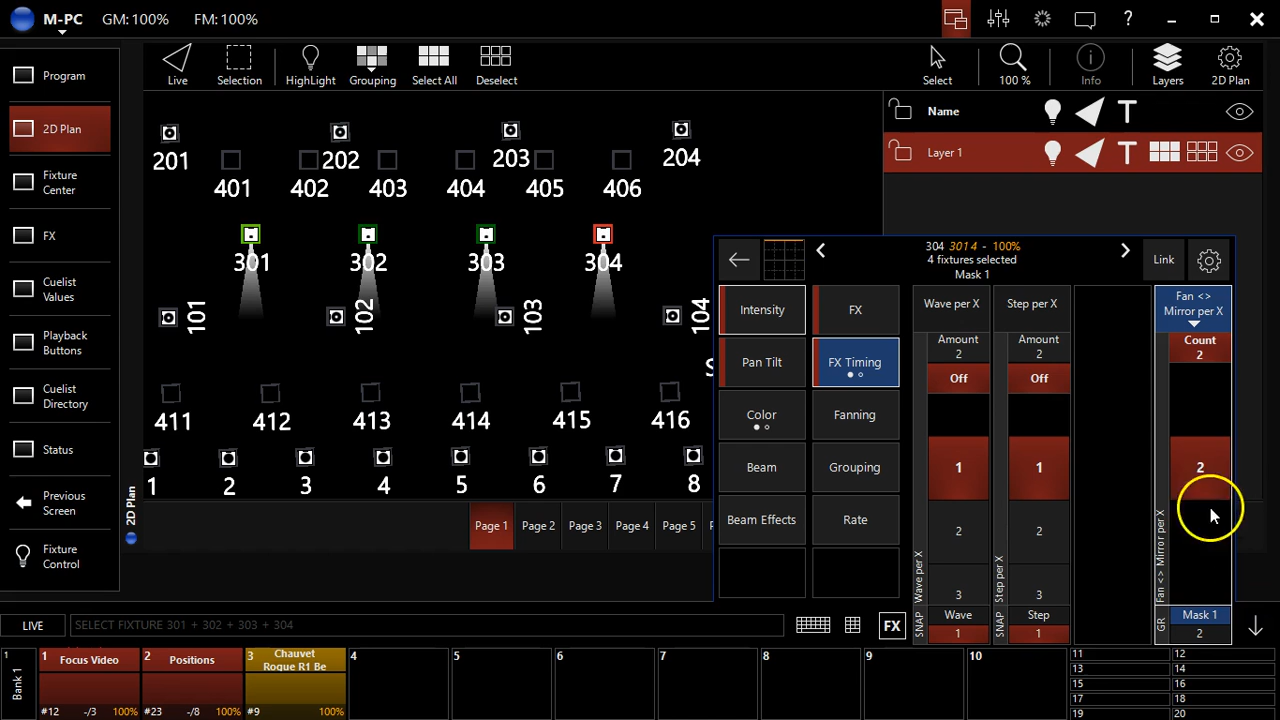 M-PC
GM:100%
FM: 100%
?
Program
2D Plan
Fixture
Center
FX
Cuelist
Values
Playback
Buttons
Cuelist
Directory
Status
Previous
Screen
Fixture
Control
Live
Selection
HighLight
Grouping
Select All
Deselect
Select
100 %
Info
Layers
2D Plan
Name
T
Layer 1
T
201
202
203
204
401
402
403
404
405
406
301
302
303
304
101
102
103
104
411
412
413
414
415
416
1
2
3
4
5
6
7
8
2D Plan
Page 1
Page 2
Page 3
Page 4
Page 5
304 301 4 - 100%
4 fixtures selected
Mask 1
Link
Intensity
FX
Pan Tilt
FX Timing
Color
Fanning
Beam
Grouping
Beam Effects
Rate
Wave per X
Amount
2
Off
1
2
3
SNAP Wave per X
Wave
1
Step per X
Amount
2
Off
1
2
3
SNAP Step per X
Step
1
Fan <>
Mirror per X
Count
2
2
GR Fan <> Mirror per X
Mask 1
2
LIVE
SELECT FIXTURE 301 + 302 + 303 + 304
FX
1
Bank 1
1 Focus Video
#12 -/3 100%
2 Positions
#23 -/8 100%
3 Chauvet
Rogue R1 Be
#9 100%
4
5
6
7
8
9
10
11
12
13
14
15
16
17
18
19
20